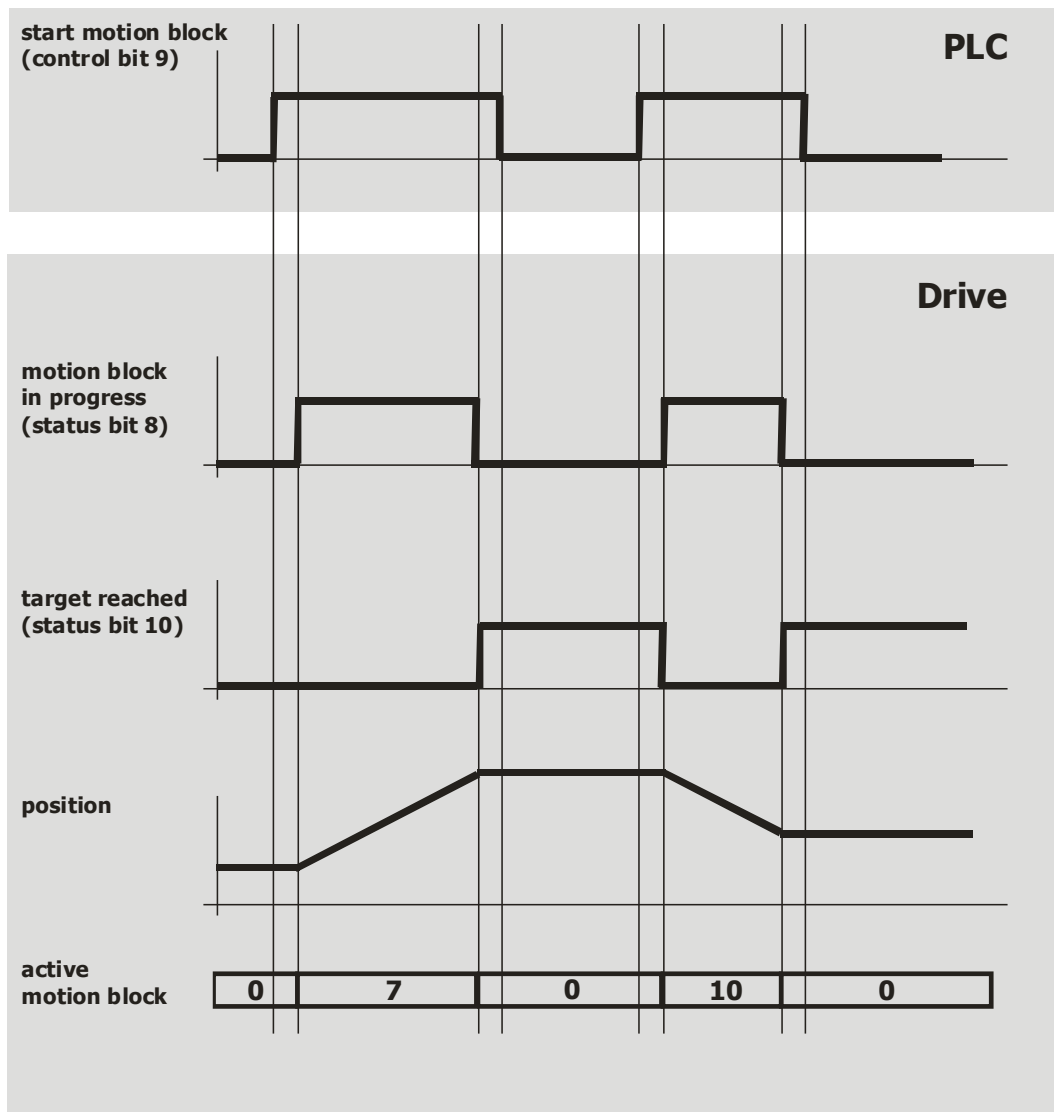 start motion block
(control bit 9)
PLC
Drive
motion block
in progress
(status bit 8)
target reached
(status bit 10)
position
active
motion block
0
7
0
10
0